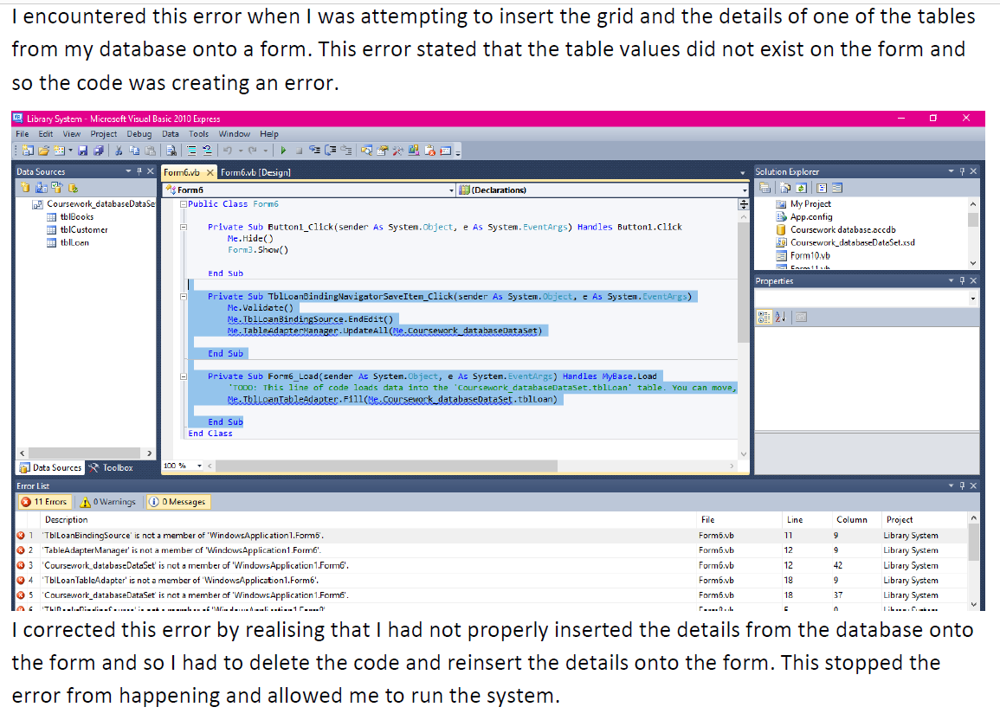 I encountered this error when I was attempting to insert the grid and the details of one of the tables
from my database onto a form. This error stated that the table values did not exist on the form and
so the code was creating an error.
Library System - Microsoft Visual Basic 2010 Express
File Edit View Project Debug Data Tools Window Help
Data Sources
Coursework_databaseDataSe
tblBooks
tblCustomer
tblLoan
Data Sources Toolbox
Form6.vb Form6.vb [Design]
Form6 (Declarations)
Public Class Form6
Private Sub Button1_Click(sender As System.Object, e As System.EventArgs) Handles Button1.Click
Me.Hide()
Form3.Show()
End Sub
Private Sub TblLoanBindingNavigatorSaveItem_Click(sender As System.Object, e As System.EventArgs)
Me.Validate()
Me.TblLoanBindingSource.EndEdit()
Me.TableAdapterManager.UpdateAll(Me.Coursework_databaseDataSet)
End Sub
Private Sub Form6_Load(sender As System.Object, e As System.EventArgs) Handles MyBase.Load
'TODO: This line of code loads data into the 'Coursework_databaseDataSet.tblLoan' table. You can move,
Me.TblLoanTableAdapter.Fill(Me.Coursework_databaseDataSet.tblLoan)
End Sub
End Class
100 %
Solution Explorer
My Project
App.config
Coursework database.accdb
Coursework_databaseDataSet.xsd
Form10.vb
Form11.vb
Properties
Error List
11 Errors 0 Warnings 0 Messages
Description File Line Column Project
1 'TblLoanBindingSource' is not a member of 'WindowsApplication1.Form6'. Form6.vb 11 9 Library System
2 'TableAdapterManager' is not a member of 'WindowsApplication1.Form6'. Form6.vb 12 9 Library System
3 'Coursework_databaseDataSet' is not a member of 'WindowsApplication1.Form6'. Form6.vb 12 42 Library System
4 'TblLoanTableAdapter' is not a member of 'WindowsApplication1.Form6'. Form6.vb 18 9 Library System
5 'Coursework_databaseDataSet' is not a member of 'WindowsApplication1.Form6'. Form6.vb 18 37 Library System
I corrected this error by realising that I had not properly inserted the details from the database onto
the form and so I had to delete the code and reinsert the details onto the form. This stopped the
error from happening and allowed me to run the system.